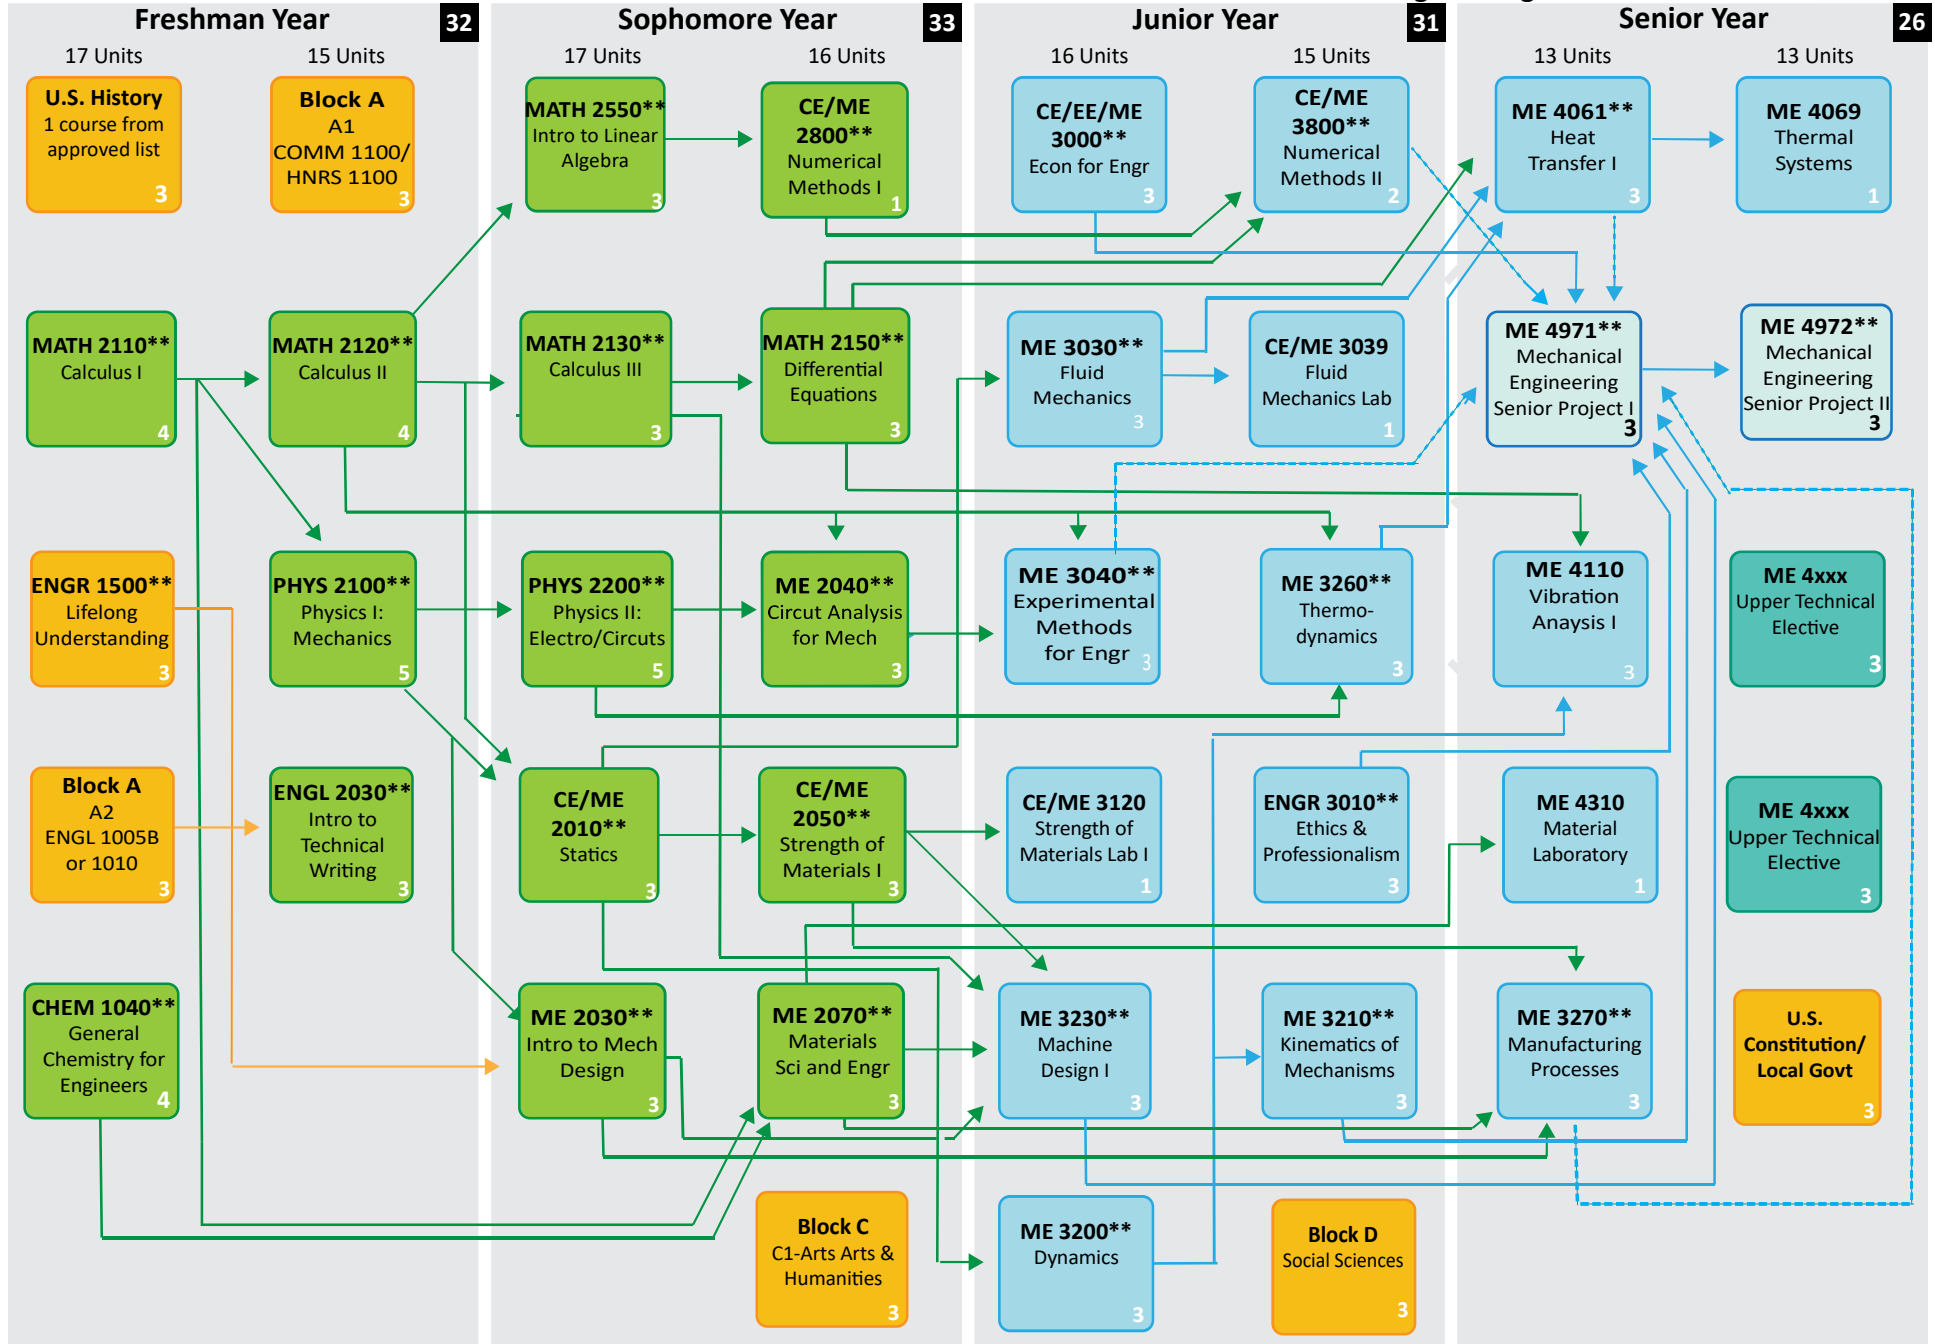 Freshman Year
32
17 Units
15 Units
U.S. History
1 course from
approved list
3
Block A
A1
COMM 1100/
HNRS 1100
3
MATH 2110**
Calculus I
4
MATH 2120**
Calculus II
4
ENGR 1500**
Lifelong
Understanding
3
PHYS 2100**
Physics I:
Mechanics
5
Block A
A2
ENGL 1005B
or 1010
3
ENGL 2030**
Intro to
Technical
Writing
3
CHEM 1040**
General
Chemistry for
Engineers
4
Sophomore Year
33
17 Units
16 Units
MATH 2550**
Intro to Linear
Algebra
3
CE/ME
2800**
Numerical
Methods I
1
MATH 2130**
Calculus III
3
MATH 2150**
Differential
Equations
3
PHYS 2200**
Physics II:
Electro/Circuts
5
ME 2040**
Circut Analysis
for Mech
3
CE/ME
2010**
Statics
3
CE/ME
2050**
Strength of
Materials I
3
ME 2030**
Intro to Mech
Design
3
ME 2070**
Materials
Sci and Engr
3
Block C
C1-Arts Arts &
Humanities
3
Junior Year
31
16 Units
15 Units
CE/EE/ME
3000**
Econ for Engr
3
CE/ME
3800**
Numerical
Methods II
2
ME 3030**
Fluid
Mechanics
3
CE/ME 3039
Fluid
Mechanics Lab
1
ME 3040**
Experimental
Methods
for Engr
3
ME 3260**
Thermo-
dynamics
3
CE/ME 3120
Strength of
Materials Lab I
1
ENGR 3010**
Ethics &
Professionalism
3
ME 3230**
Machine
Design I
3
ME 3210**
Kinematics of
Mechanisms
3
ME 3200**
Dynamics
3
Block D
Social Sciences
3
Senior Year
26
13 Units
13 Units
ME 4061**
Heat
Transfer I
3
ME 4069
Thermal
Systems
1
ME 4971**
Mechanical
Engineering
Senior Project I
3
ME 4972**
Mechanical
Engineering
Senior Project II
3
ME 4110
Vibration
Anaysis I
3
ME 4xxx
Upper Technical
Elective
3
ME 4310
Material
Laboratory
1
ME 4xxx
Upper Technical
Elective
3
ME 3270**
Manufacturing
Processes
3
U.S.
Constitution/
Local Govt
3